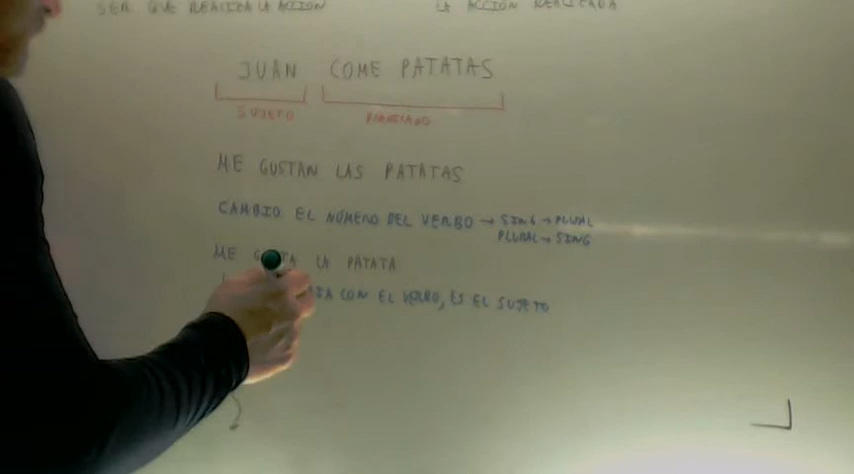 SER QUE REALIZA LA ACCIÓN
LA ACCIÓN REALIZADA
JUAN COME PATATAS
SUJETO PREDICADO
ME GUSTAN LAS PATATAS
CAMBIO EL NÚMERO DEL VERBO → SING → PLURAL
PLURAL → SING
ME LA PATATA
CON EL VERBO, ES EL SUJETO